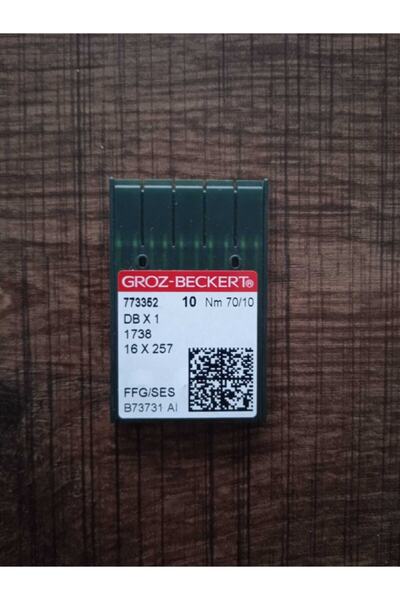 GROZ-BECKERT®
773352 10 Nm 70/10
DB X 1
1738
16 X 257
FFG/SES
B73731 AI